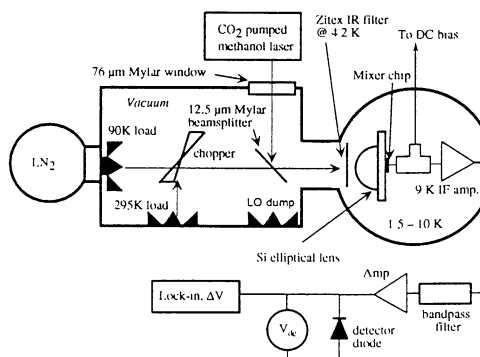 CO2 pumped
methanol laser
Zitex IR filter
@ 4.2 K
To DC bias
76 µm Mylar window
Mixer chip
Vacuum
12.5 µm Mylar
beamsplitter
90K load
chopper
LN2
9 K IF amp.
295K load
LO dump
1.5 – 10 K
Si elliptical lens
Amp
Lock-in, ΔV
bandpass
filter
Vdc
detector
diode